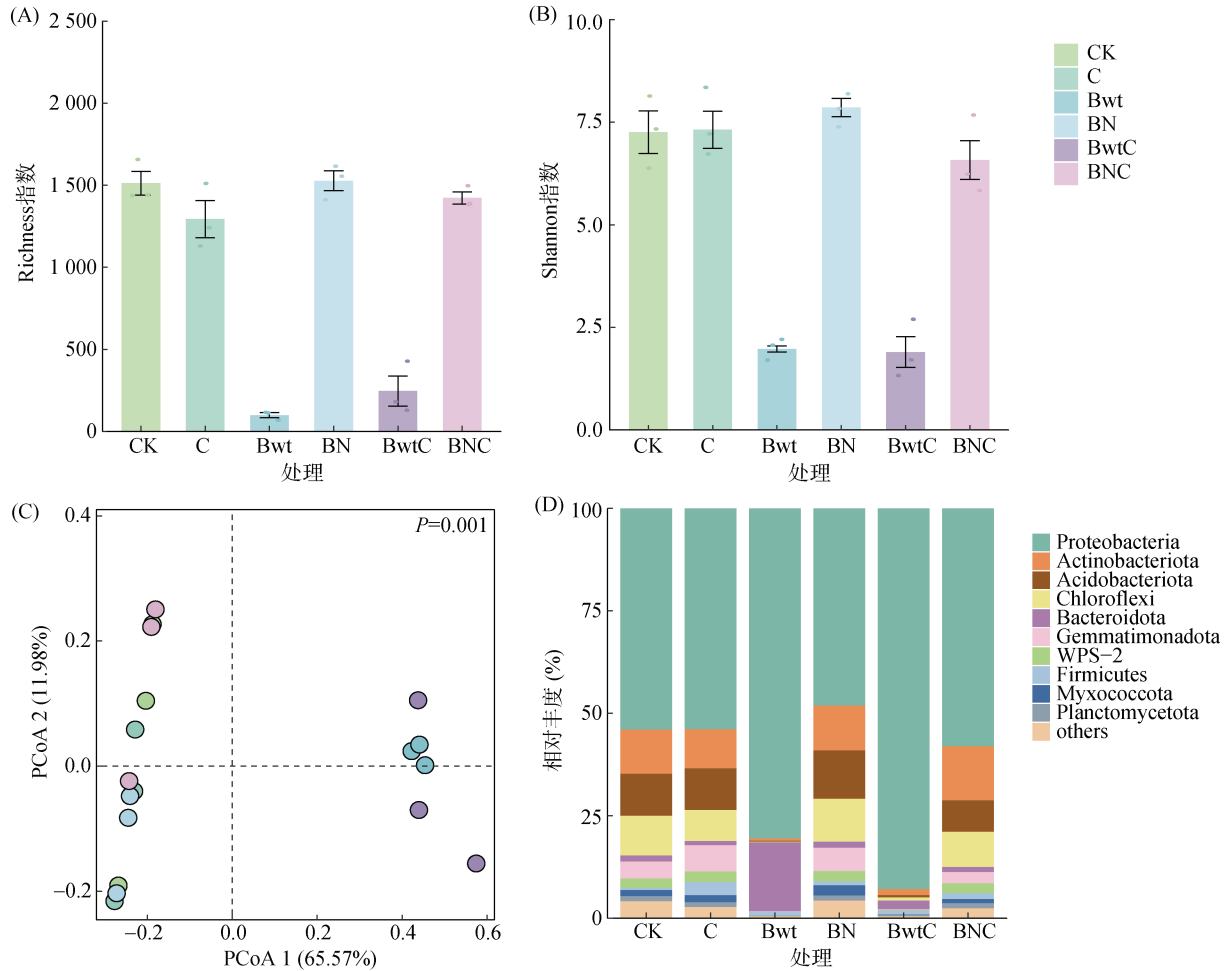 (A)
2 500
2 000
1 500
1 000
500
0
Richness指数
CK C Bwt BN BwtC BNC
处理
(B)
10.0
7.5
5.0
2.5
0.0
Shannon指数
CK C Bwt BN BwtC BNC
处理
CK
C
Bwt
BN
BwtC
BNC
(C)
P=0.001
0.4
0.2
0.0
−0.2
PCoA 2 (11.98%)
−0.2 0.0 0.2 0.4 0.6
PCoA 1 (65.57%)
(D)
100
75
50
25
0
相对丰度 (%)
CK C Bwt BN BwtC BNC
处理
Proteobacteria
Actinobacteriota
Acidobacteriota
Chloroflexi
Bacteroidota
Gemmatimonadota
WPS−2
Firmicutes
Myxococcota
Planctomycetota
others